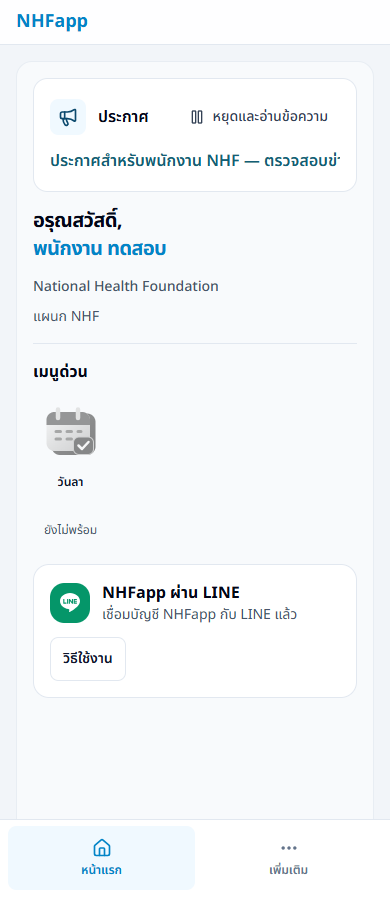 NHFapp
ประกาศ
หยุดและอ่านข้อความ
ประกาศสำหรับพนักงาน NHF — ตรวจสอบ
อรุณสวัสดิ์,
พนักงาน ทดสอบ
National Health Foundation
แผนก NHF
เมนูด่วน
วันลา
ยังไม่พร้อม
LINE
NHFapp ผ่าน LINE
เชื่อมบัญชี NHFapp กับ LINE แล้ว
วิธีใช้งาน
หน้าแรก
เพิ่มเติม